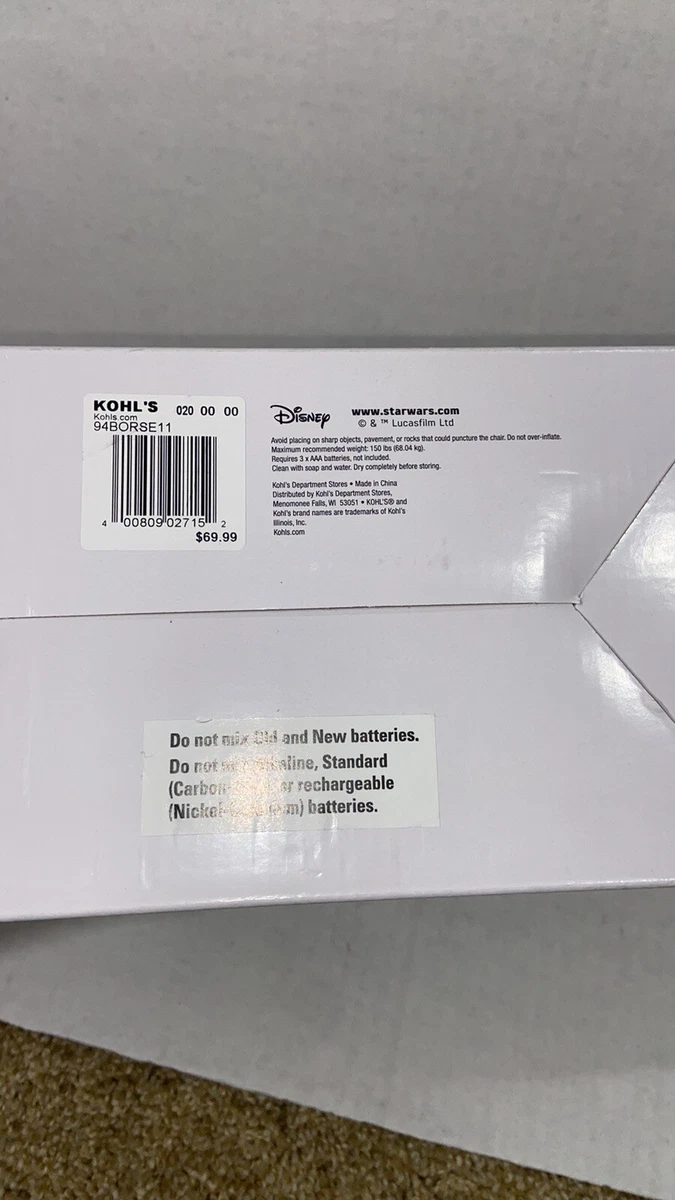 KOHL'S 020 00 00
Kohls.com
94BORSE11
4 00809 02715 2
$69.99
Disney
www.starwars.com
© & ™ Lucasfilm Ltd
Avoid placing on sharp objects, pavement, or rocks that could puncture the chair. Do not over-inflate.
Maximum recommended weight: 150 lbs (68.04 kg).
Requires 3 x AAA batteries, not included.
Clean with soap and water. Dry completely before storing.
Kohl's Department Stores • Made in China
Distributed by Kohl's Department Stores,
Menomonee Falls, WI 53051 • KOHL'S® and
Kohl's brand names are trademarks of Kohl's
Illinois, Inc.
Kohls.com
Do not mix Old and New batteries.
Do not Standard
or rechargeable
batteries.